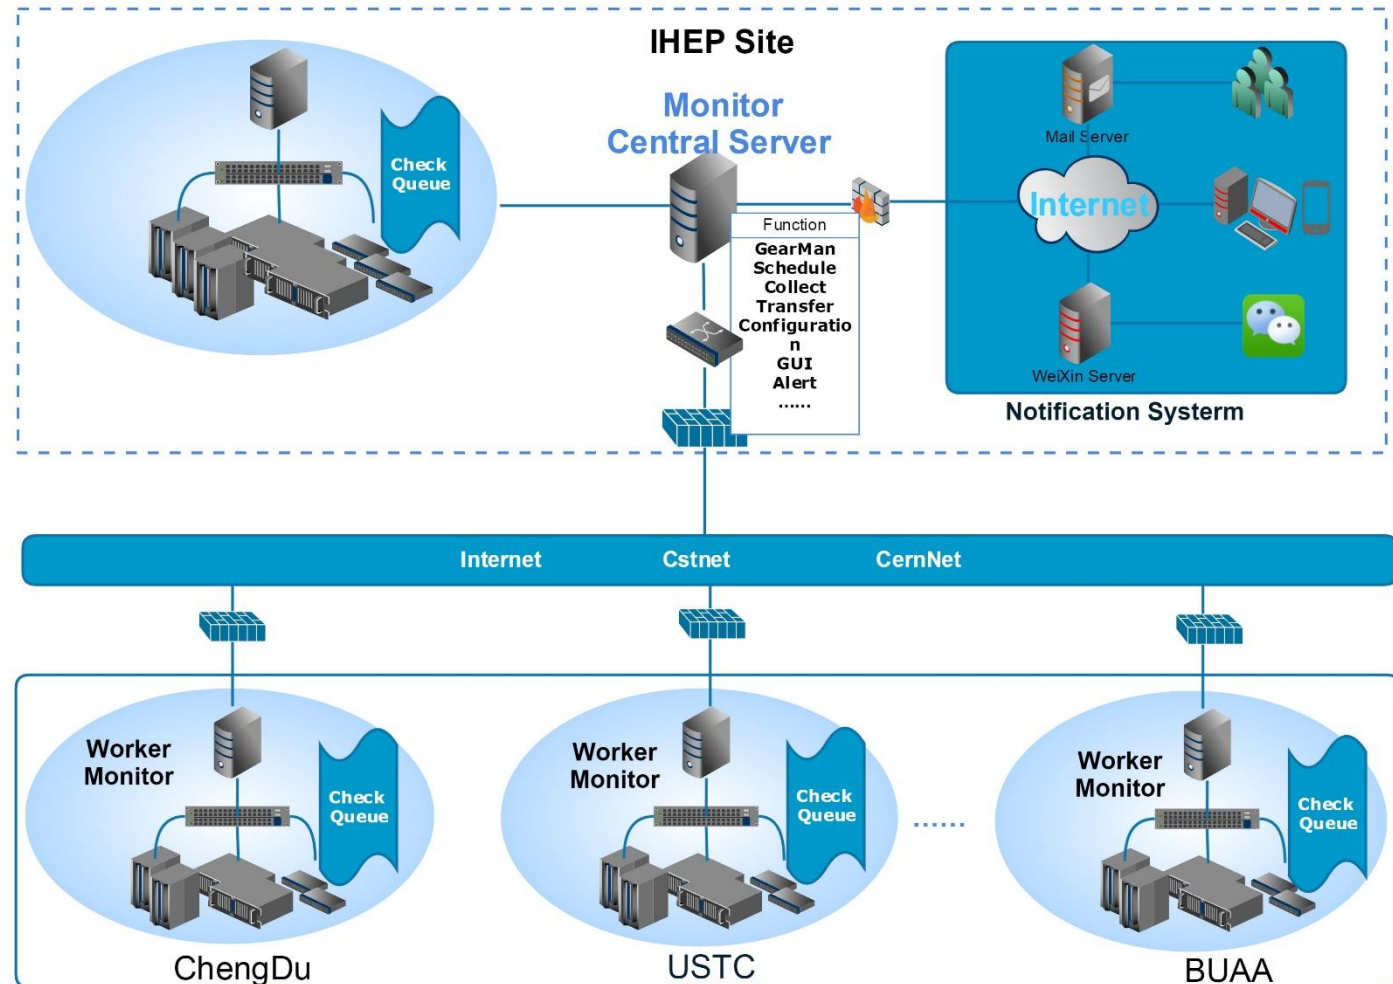 IHEP Site
Monitor
Central Server
Check
Queue
Function
GearMan
Schedule
Collect
Transfer
Configuratio
n
GUI
Alert
......
Mail Server
Internet
WeiXin Server
Notification Systerm
Internet Cstnet CernNet
Worker
Monitor
Check
Queue
ChengDu
Worker
Monitor
Check
Queue
USTC
......
Worker
Monitor
Check
Queue
BUAA